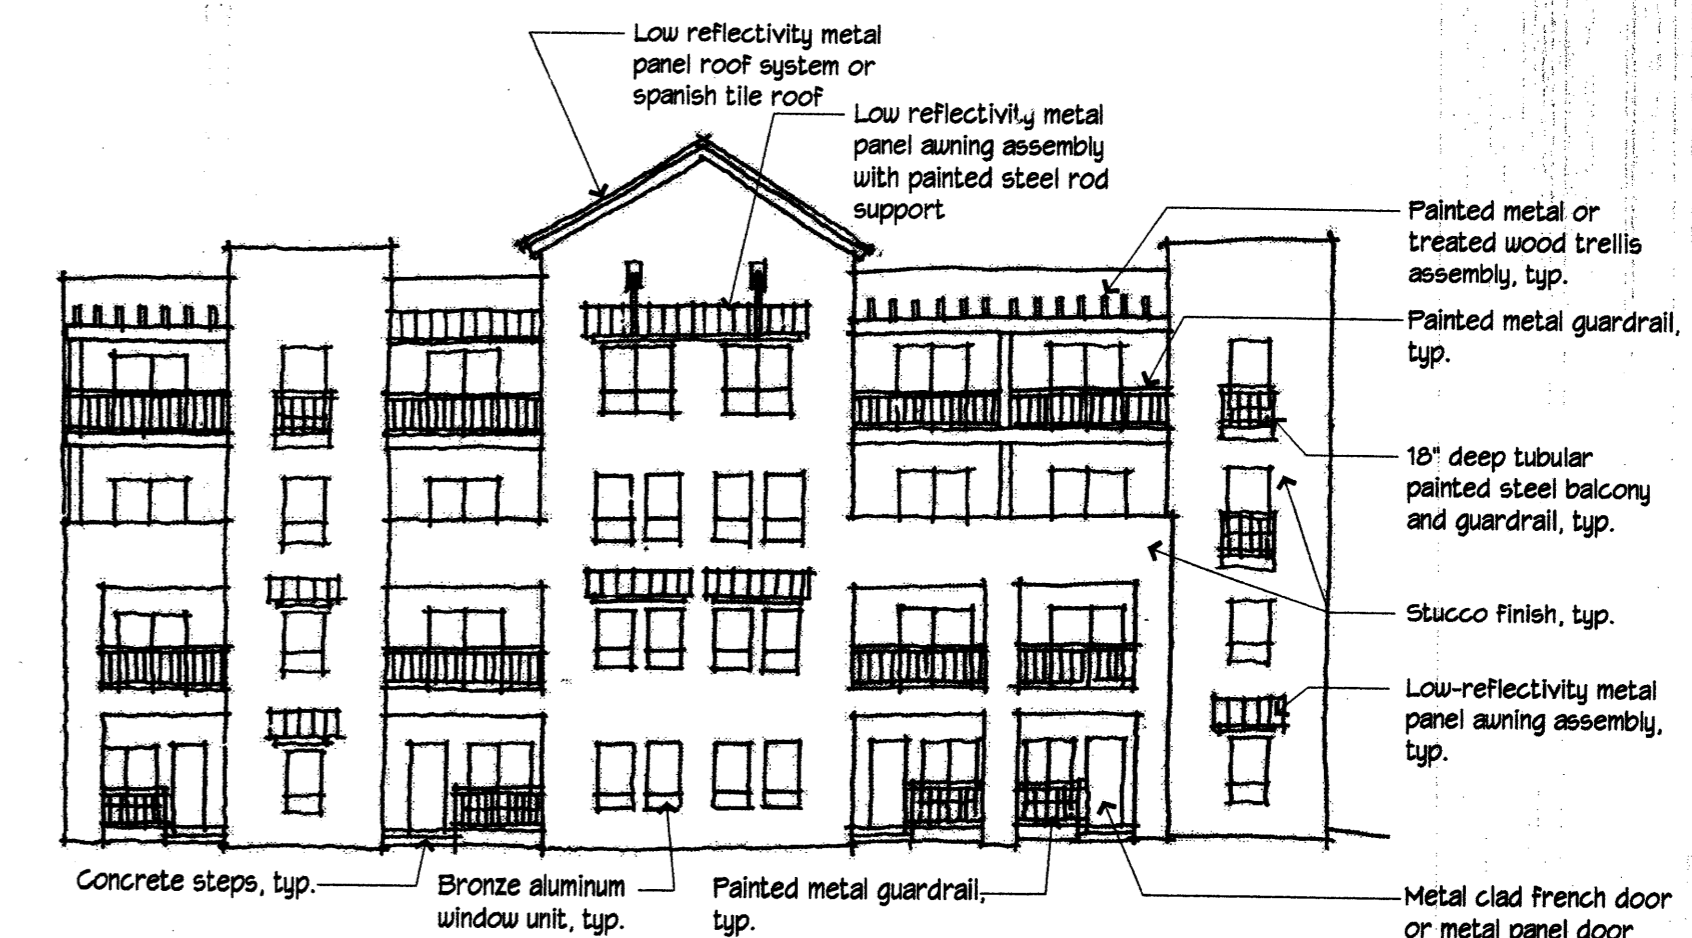 Low reflectivity metal
panel roof system or
spanish tile roof
Low reflectivity metal
panel awning assembly
with painted steel rod
support
Painted metal or
treated wood trellis
assembly, typ.
Painted metal guardrail,
typ.
18" deep tubular
painted steel balcony
and guardrail, typ.
Stucco finish, typ.
Low-reflectivity metal
panel awning assembly,
typ.
Concrete steps, typ.
Bronze aluminum
window unit, typ.
Painted metal guardrail,
typ.
Metal clad french door
or metal panel door